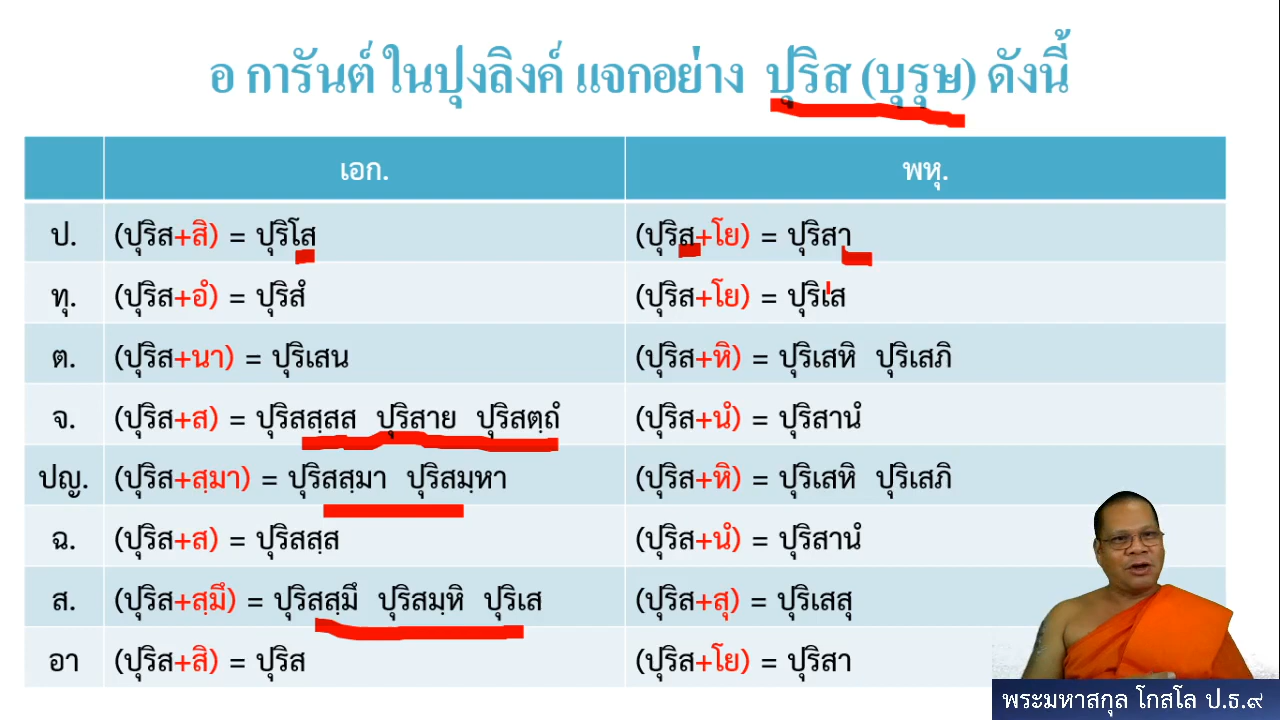 อ การันต์ ในปุงลิงค์ แจกอย่าง ปุริส (บุรุษ) ดังนี้
เอก. พหุ.
ป. (ปุริส+สิ) = ปุริโส (ปุริส+โย) = ปุริสา
ทุ. (ปุริส+อํ) = ปุริสํ (ปุริส+โย) = ปุริเส
ต. (ปุริส+นา) = ปุริเสน (ปุริส+หิ) = ปุริเสหิ ปุริเสภิ
จ. (ปุริส+ส) = ปุริสสฺสส ปุริสาย ปุริสตฺถํ (ปุริส+นํ) = ปุริสานํ
ปญ. (ปุริส+สฺมา) = ปุริสสฺมา ปุริสมฺหา (ปุริส+หิ) = ปุริเสหิ ปุริเสภิ
ฉ. (ปุริส+ส) = ปุริสสฺส (ปุริส+นํ) = ปุริสานํ
ส. (ปุริส+สฺมึ) = ปุริสสฺมึ ปุริสมฺหิ ปุริเส (ปุริส+สุ) = ปุริเสสุ
อา (ปุริส+สิ) = ปุริส (ปุริส+โย) = ปุริสา
พระมหาสกุล โกสโล ป.ธ.๙